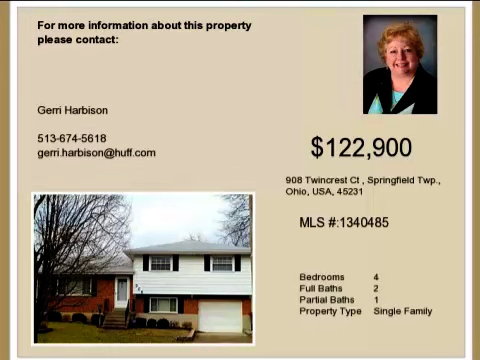 For more information about this property
please contact:
Gerri Harbison
513-674-5618
gerri.harbison@huff.com
$122,900
908 Twincrest Ct , Springfield Twp.,
Ohio, USA, 45231
MLS #:1340485
Bedrooms 4
Full Baths 2
Partial Baths 1
Property Type Single Family